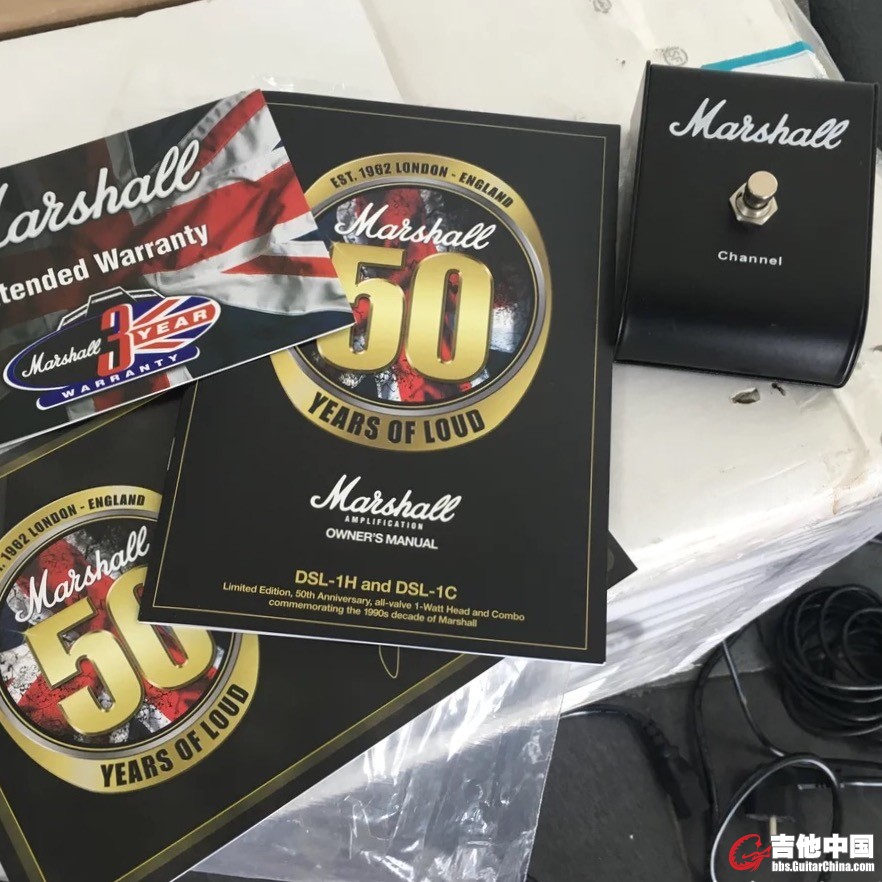 Marshall
Extended Warranty
Marshall 3 YEAR
WARRANTY
EST. 1962 LONDON - ENGLAND
Marshall
50
YEARS OF LOUD
Marshall
AMPLIFICATION
OWNER'S MANUAL
DSL-1H and DSL-1C
Limited Edition, 50th Anniversary, all-valve 1-Watt Head and Combo
commemorating the 1990s decade of Marshall
Marshall
Channel
1962 LONDON - ENGLAND
Marshall
50
YEARS OF LOUD
吉他中国
bbs.GuitarChina.com